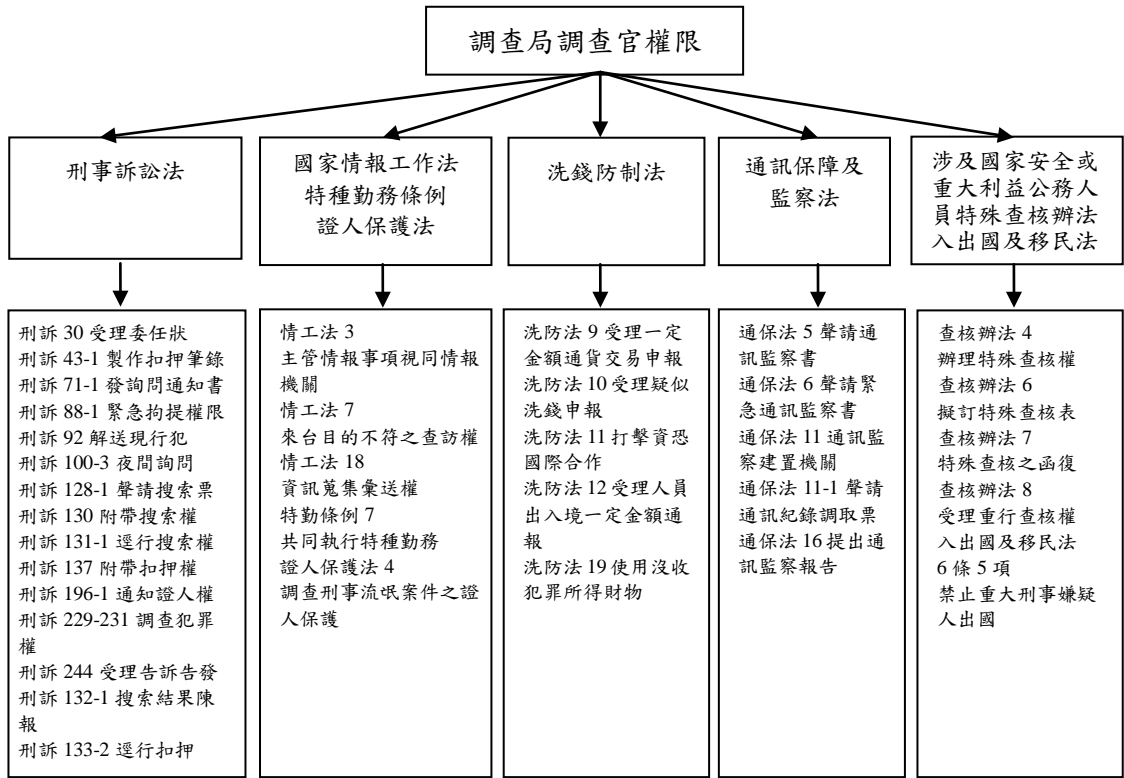 調查局調查官權限
刑事訴訟法
國家情報工作法
特種勤務條例
證人保護法
洗錢防制法
通訊保障及
監察法
涉及國家安全或
重大利益公務人
員特殊查核辦法
入出國及移民法
刑訴 30 受理委任狀
刑訴 43-1 製作扣押筆錄
刑訴 71-1 發詢問通知書
刑訴 88-1 緊急拘提權限
刑訴 92 解送現行犯
刑訴 100-3 夜間詢問
刑訴 128-1 聲請搜索票
刑訴 130 附帶搜索權
刑訴 131-1 逕行搜索權
刑訴 137 附帶扣押權
刑訴 196-1 通知證人權
刑訴 229-231 調查犯罪
權
刑訴 244 受理告訴告發
刑訴 132-1 搜索結果陳
報
刑訴 133-2 逕行扣押
情工法 3
主管情報事項視同情報
機關
情工法 7
來台目的不符之查訪權
情工法 18
資訊蒐集彙送權
特勤條例 7
共同執行特種勤務
證人保護法 4
調查刑事流氓案件之證
人保護
洗防法 9 受理一定
金額通貨交易申報
洗防法 10 受理疑似
洗錢申報
洗防法 11 打擊資恐
國際合作
洗防法 12 受理人員
出入境一定金額通
報
洗防法 19 使用沒收
犯罪所得財物
通保法 5 聲請通
訊監察書
通保法 6 聲請緊
急通訊監察書
通保法 11 通訊監
察建置機關
通保法 11-1 聲請
通訊紀錄調取票
通保法 16 提出通
訊監察報告
查核辦法 4
辦理特殊查核權
查核辦法 6
擬訂特殊查核表
查核辦法 7
特殊查核之函復
查核辦法 8
受理重行查核權
入出國及移民法
6 條 5 項
禁止重大刑事嫌疑
人出國